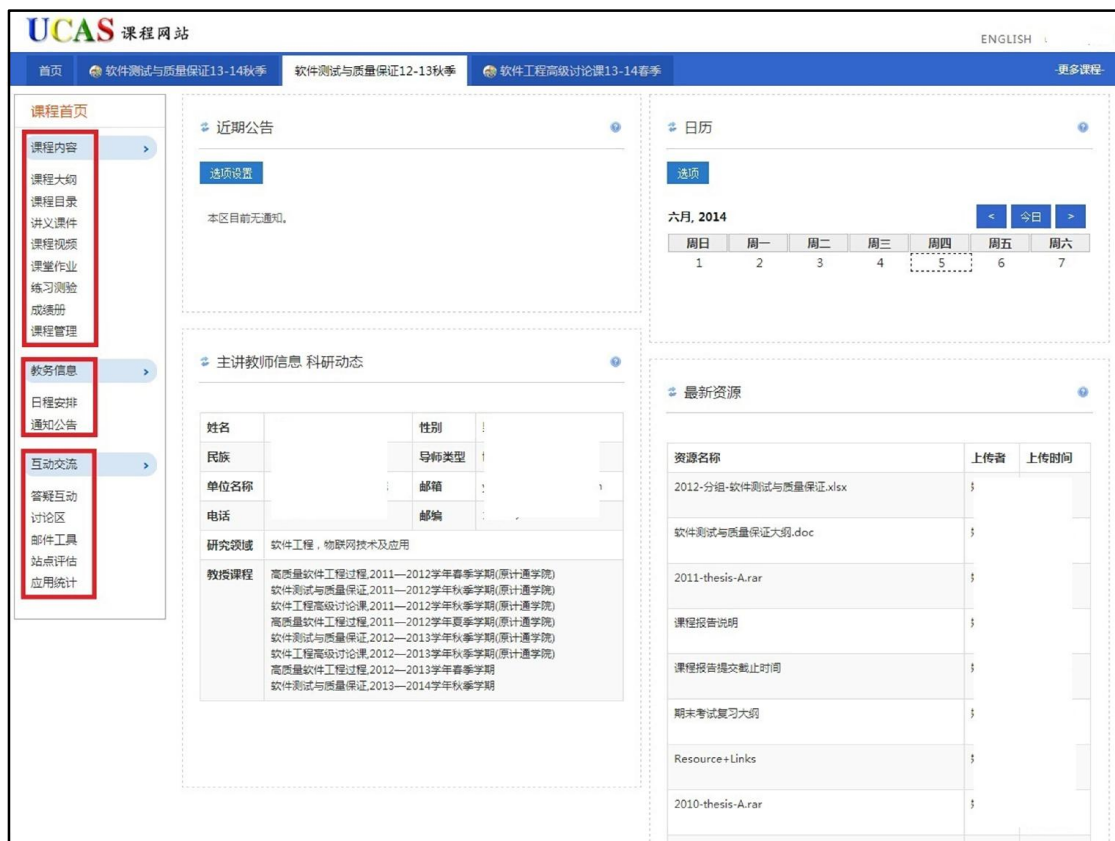 UCAS 课程网站
ENGLISH
首页 软件测试与质量保证13-14秋季 软件测试与质量保证12-13秋季 软件工程高级讨论课13-14春季 -更多课程-
课程首页
课程内容
课程大纲
课程目录
讲义课件
课程视频
课堂作业
练习测验
成绩册
课程管理
教务信息
日程安排
通知公告
互动交流
答疑互动
讨论区
邮件工具
站点评估
应用统计
近期公告
选项设置
本区目前无通知。
主讲教师信息 科研动态
姓名 性别
民族 导师类型
单位名称 邮箱
电话 邮编
研究领域 软件工程，物联网技术及应用
教授课程 高质量软件工程过程,2011—2012学年春季学期(原计通学院)
软件测试与质量保证,2011—2012学年秋季学期(原计通学院)
软件工程高级讨论课,2011—2012学年秋季学期(原计通学院)
高质量软件工程过程,2011—2012学年夏季学期(原计通学院)
软件测试与质量保证,2012—2013学年秋季学期(原计通学院)
软件工程高级讨论课,2012—2013学年秋季学期(原计通学院)
高质量软件工程过程,2012—2013学年春季学期
软件测试与质量保证,2013—2014学年秋季学期
日历
选项
六月, 2014 < 今日 >
周日 周一 周二 周三 周四 周五 周六
1 2 3 4 5 6 7
最新资源
资源名称 上传者 上传时间
2012-分组-软件测试与质量保证.xlsx
软件测试与质量保证大纲.doc
2011-thesis-A.rar
课程报告说明
课程报告提交截止时间
期末考试复习大纲
Resource+Links
2010-thesis-A.rar